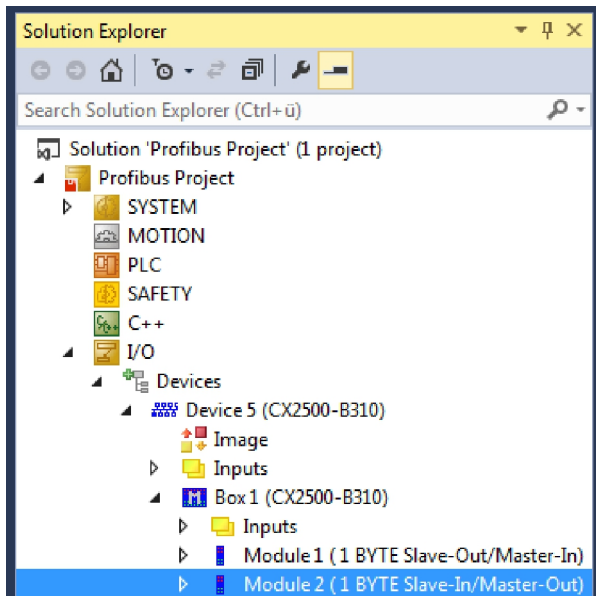 Solution Explorer
Search Solution Explorer (Ctrl+ü)
Solution 'Profibus Project' (1 project)
Profibus Project
SYSTEM
MOTION
PLC
SAFETY
C++
I/O
Devices
Device 5 (CX2500-B310)
Image
Inputs
Box 1 (CX2500-B310)
Inputs
Module 1 ( 1 BYTE Slave-Out/Master-In)
Module 2 ( 1 BYTE Slave-In/Master-Out)